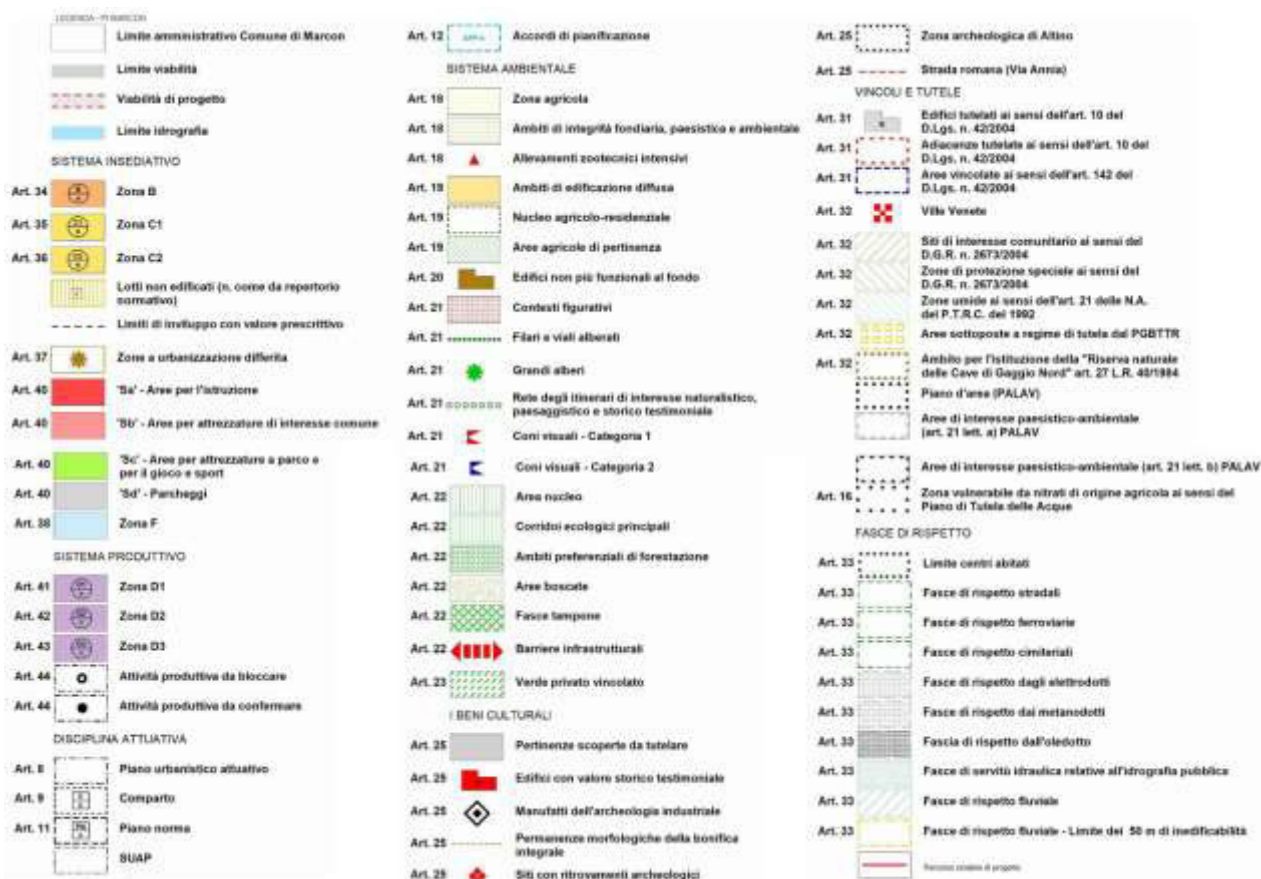 LEGENDA - PI MARCON
Limite amministrativo Comune di Marcon
Limite viabilità
Viabilità di progetto
Limite idrografia
SISTEMA INSEDIATIVO
Art. 34 Zona B
Art. 35 Zona C1
Art. 36 Zona C2
Lotti non edificati (n. come da repertorio
normativo)
Limiti di inviluppo con valore prescrittivo
Art. 37 Zone a urbanizzazione differita
Art. 40 'Sa' - Aree per l'istruzione
Art. 40 'Sb' - Aree per attrezzature di interesse comune
Art. 40 'Sc' - Aree per attrezzature a parco e
per il gioco e sport
Art. 40 'Sd' - Parcheggi
Art. 38 Zona F
SISTEMA PRODUTTIVO
Art. 41 Zona D1
Art. 42 Zona D2
Art. 43 Zona D3
Art. 44 Attività produttiva da bloccare
Art. 44 Attività produttiva da confermare
DISCIPLINA ATTUATIVA
Art. 8 Piano urbanistico attuativo
Art. 9 Comparto
Art. 11 Piano norma
SUAP
Art. 12 Accordi di pianificazione
SISTEMA AMBIENTALE
Art. 18 Zona agricola
Art. 18 Ambiti di integrità fondiaria, paesistico e ambientale
Art. 18 Allevamenti zootecnici intensivi
Art. 19 Ambiti di edificazione diffusa
Art. 19 Nucleo agricolo-residenziale
Art. 19 Aree agricole di pertinenza
Art. 20 Edifici non più funzionali al fondo
Art. 21 Contesti figurativi
Art. 21 Filari e viali alberati
Art. 21 Grandi alberi
Art. 21 Rete degli itinerari di interesse naturalistico,
paesaggistico e storico testimoniale
Art. 21 Coni visuali - Categoria 1
Art. 21 Coni visuali - Categoria 2
Art. 22 Area nucleo
Art. 22 Corridoi ecologici principali
Art. 22 Ambiti preferenziali di forestazione
Art. 22 Aree boscate
Art. 22 Fasce tampone
Art. 22 Barriere infrastrutturali
Art. 23 Verde privato vincolato
I BENI CULTURALI
Art. 25 Pertinenze scoperte da tutelare
Art. 25 Edifici con valore storico testimoniale
Art. 25 Manufatti dell'archeologia industriale
Art. 25 Permanenze morfologiche della bonifica
integrale
Art. 25 Siti con ritrovamenti archeologici
Art. 25 Zona archeologica di Altino
Art. 25 Strada romana (Via Annia)
VINCOLI E TUTELE
Art. 31 Edifici tutelati ai sensi dell'art. 10 del
D.Lgs. n. 42/2004
Art. 31 Adiacenze tutelate ai sensi dell'art. 10 del
D.Lgs. n. 42/2004
Art. 31 Aree vincolate ai sensi dell'art. 142 del
D.Lgs. n. 42/2004
Art. 32 Ville Venete
Art. 32 Siti di interesse comunitario ai sensi del
D.G.R. n. 2673/2004
Art. 32 Zone di protezione speciale ai sensi del
D.G.R. n. 2673/2004
Art. 32 Zone umide ai sensi dell'art. 21 delle N.A.
del P.T.R.C. del 1992
Art. 32 Aree sottoposte a regime di tutela dal PGBTTR
Art. 32 Ambito per l'istituzione della "Riserva naturale
delle Cave di Gaggio Nord" art. 27 L.R. 40/1984
Piano d'area (PALAV)
Aree di interesse paesistico-ambientale
(art. 21 lett. a) PALAV
Aree di interesse paesistico-ambientale (art. 21 lett. b) PALAV
Art. 16 Zona vulnerabile da nitrati di origine agricola ai sensi del
Piano di Tutela delle Acque
FASCE DI RISPETTO
Art. 33 Limite centri abitati
Art. 33 Fasce di rispetto stradali
Art. 33 Fasce di rispetto ferroviarie
Art. 33 Fasce di rispetto cimiteriali
Art. 33 Fasce di rispetto dagli elettrodotti
Art. 33 Fasce di rispetto dai metanodotti
Art. 33 Fascia di rispetto dall'oledotto
Art. 33 Fasce di servitù idraulica relative all'idrografia pubblica
Art. 33 Fasce di rispetto fluviale
Art. 33 Fasce di rispetto fluviale - Limite dei 50 m di inedificabilità